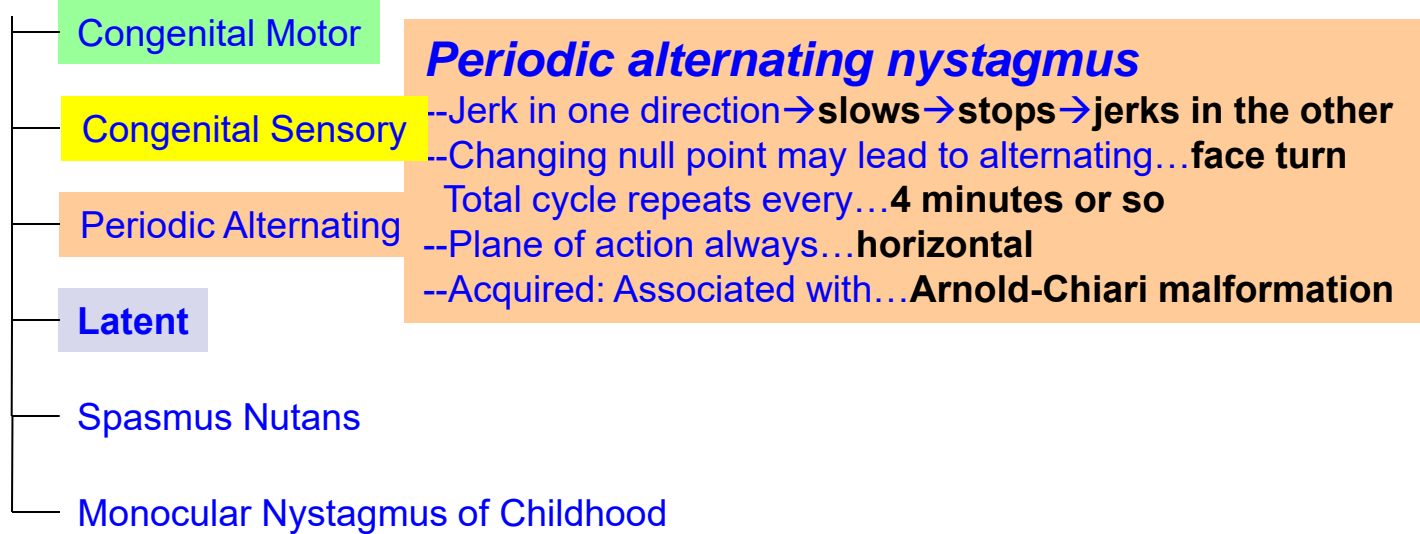 Congenital Motor
Congenital Sensory
Periodic Alternating
Latent
Spasmus Nutans
Monocular Nystagmus of Childhood
Periodic alternating nystagmus
--Jerk in one direction→slows→stops→jerks in the other
--Changing null point may lead to alternating…face turn
Total cycle repeats every…4 minutes or so
--Plane of action always…horizontal
--Acquired: Associated with…Arnold-Chiari malformation